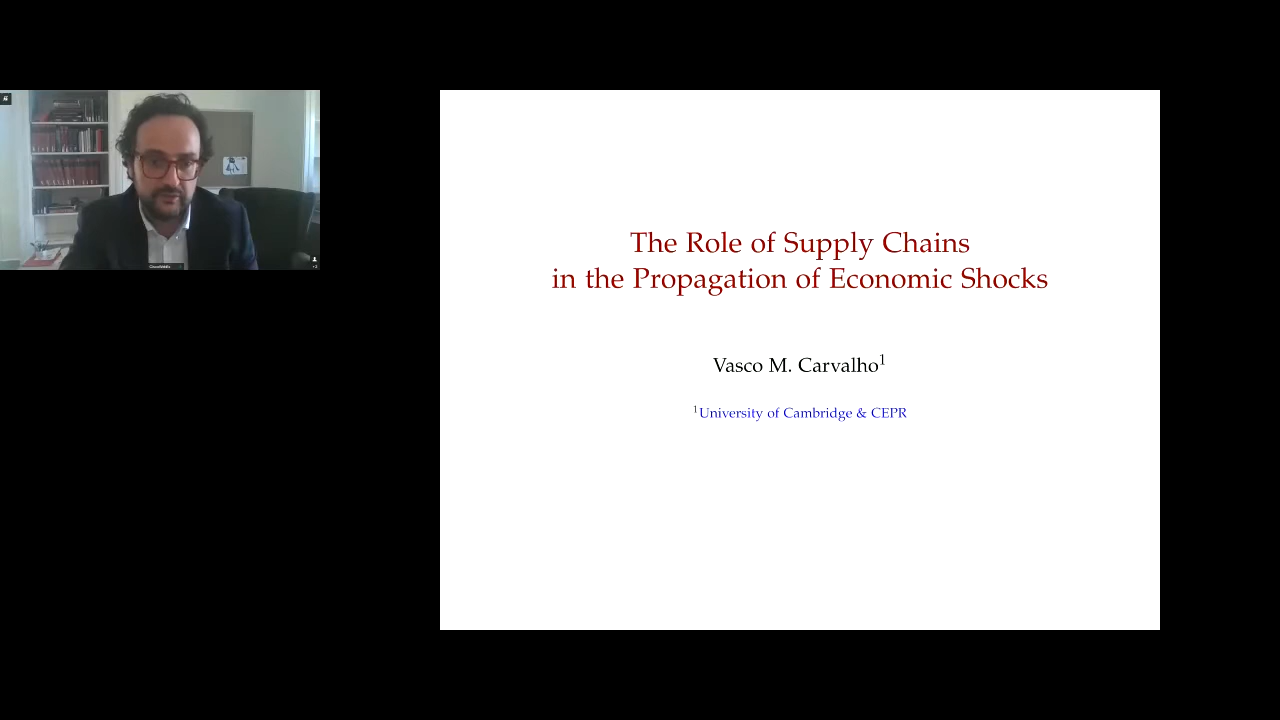 The Role of Supply Chains
in the Propagation of Economic Shocks
Vasco M. Carvalho¹
¹University of Cambridge & CEPR